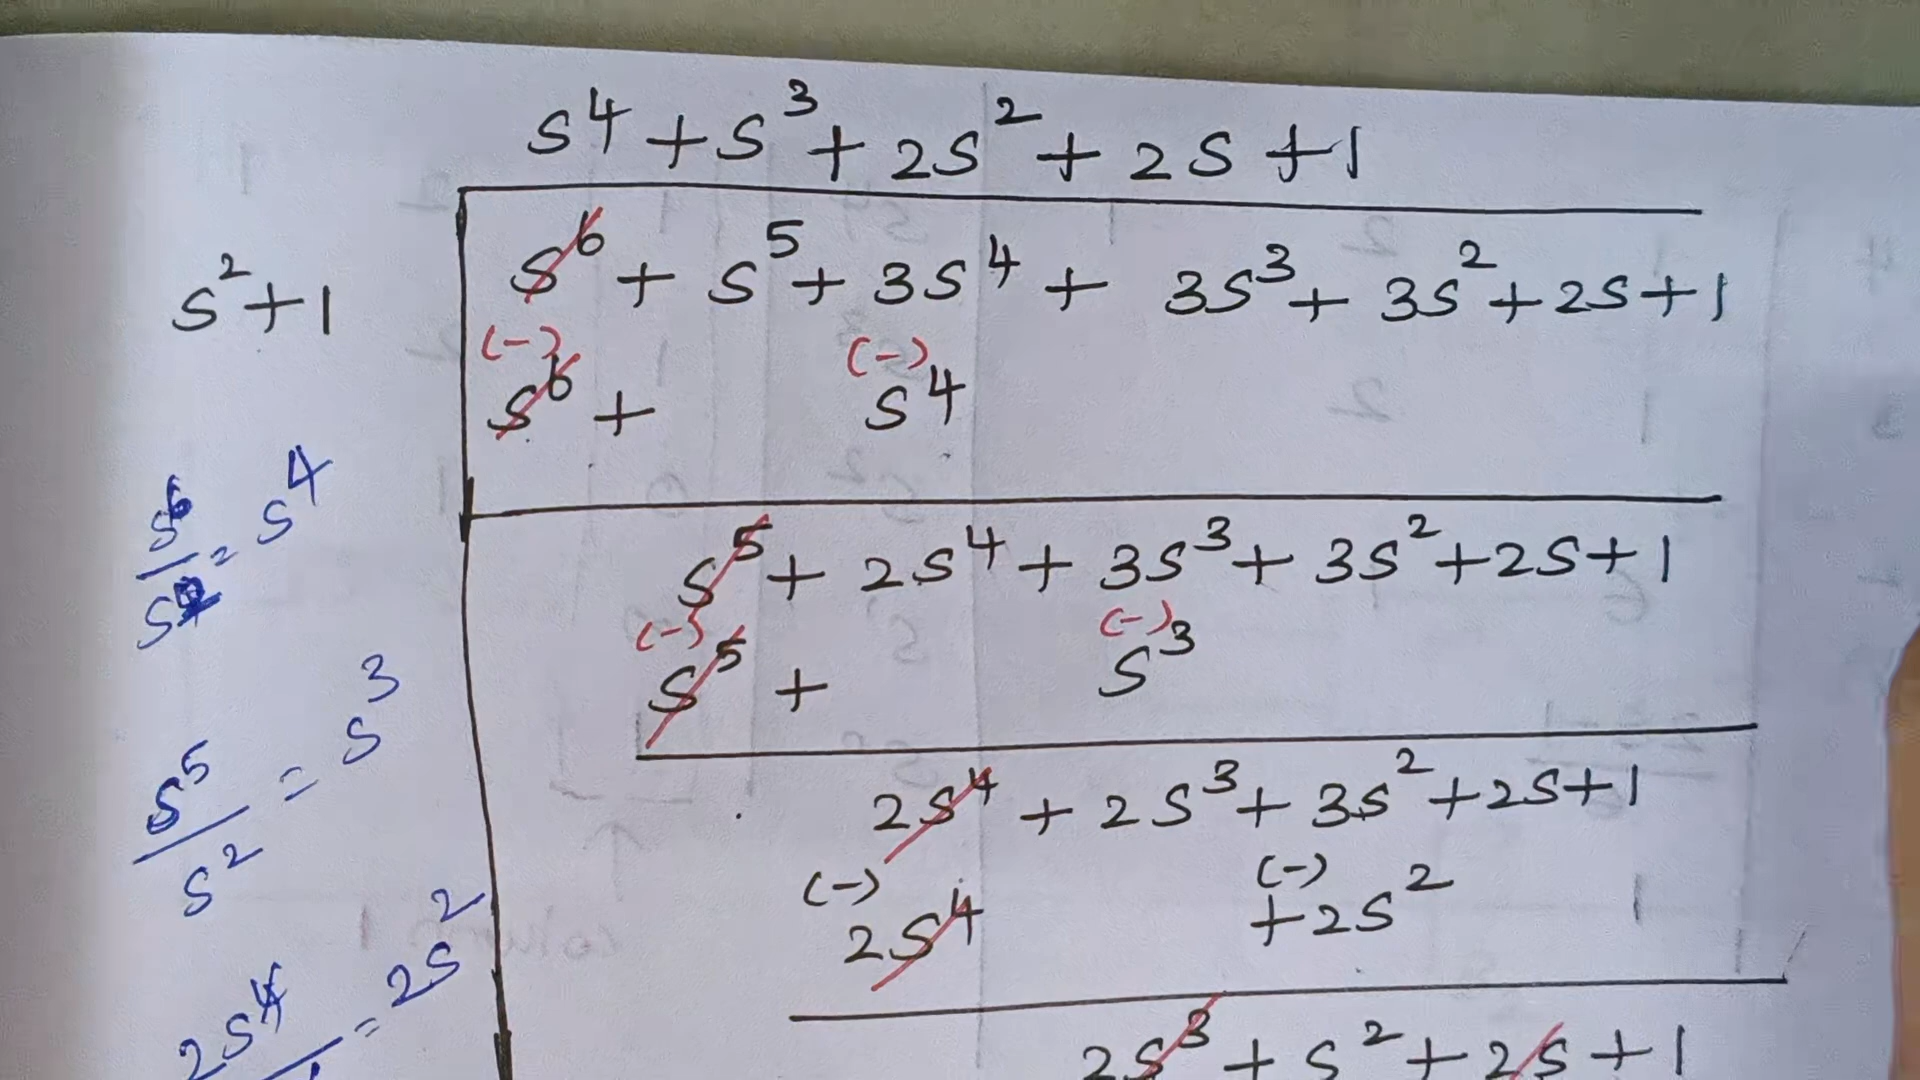 s⁴ + s³ + 2s² + 2s + 1
s² + 1
s⁶ + s⁵ + 3s⁴ + 3s³ + 3s² + 2s + 1
(-) (-)
s⁶ + s⁴
s⁵ + 2s⁴ + 3s³ + 3s² + 2s + 1
(-) (-)
s⁵ + s³
2s⁴ + 2s³ + 3s² + 2s + 1
(-) (-)
2s⁴ + 2s²
2s³ + s² + 2s + 1
s⁶/s² = s⁴
s⁵/s² = s³
2s⁴ = 2s²